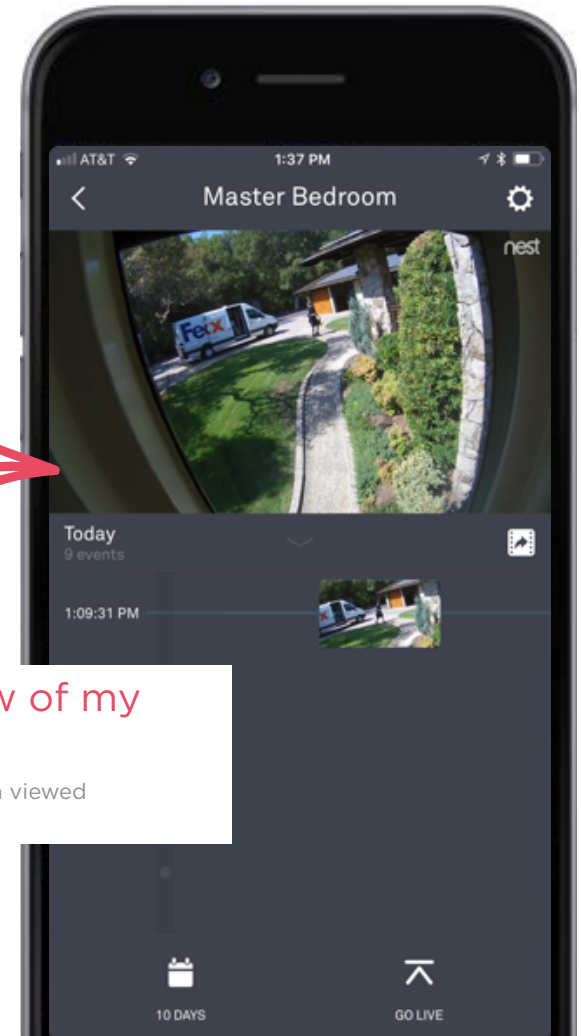 AT&T
1:37 PM
Master Bedroom
nest
FedEx
Today
9 events
1:09:31 PM
of my
viewed
10 DAYS
GO LIVE